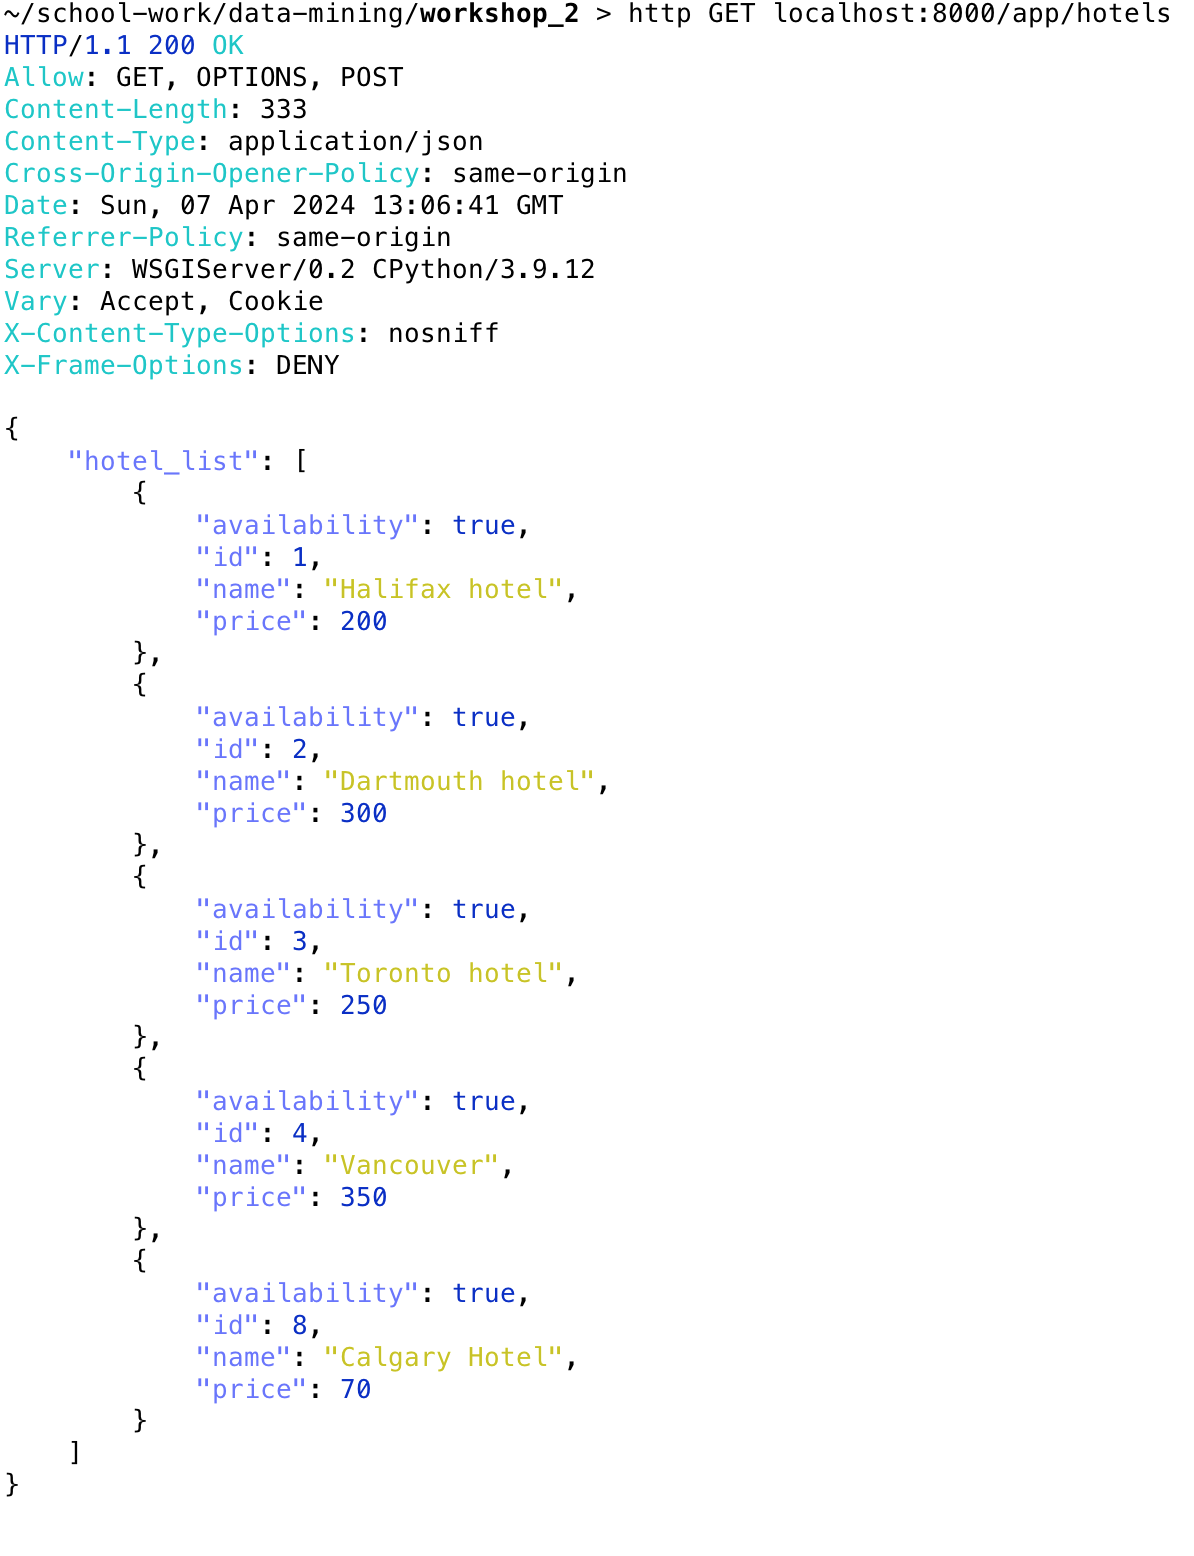 ~/school-work/data-mining/workshop_2 > http GET localhost:8000/app/hotels
HTTP/1.1 200 OK
Allow: GET, OPTIONS, POST
Content-Length: 333
Content-Type: application/json
Cross-Origin-Opener-Policy: same-origin
Date: Sun, 07 Apr 2024 13:06:41 GMT
Referrer-Policy: same-origin
Server: WSGIServer/0.2 CPython/3.9.12
Vary: Accept, Cookie
X-Content-Type-Options: nosniff
X-Frame-Options: DENY

{
    "hotel_list": [
        {
            "availability": true,
            "id": 1,
            "name": "Halifax hotel",
            "price": 200
        },
        {
            "availability": true,
            "id": 2,
            "name": "Dartmouth hotel",
            "price": 300
        },
        {
            "availability": true,
            "id": 3,
            "name": "Toronto hotel",
            "price": 250
        },
        {
            "availability": true,
            "id": 4,
            "name": "Vancouver",
            "price": 350
        },
        {
            "availability": true,
            "id": 8,
            "name": "Calgary Hotel",
            "price": 70
        }
    ]
}